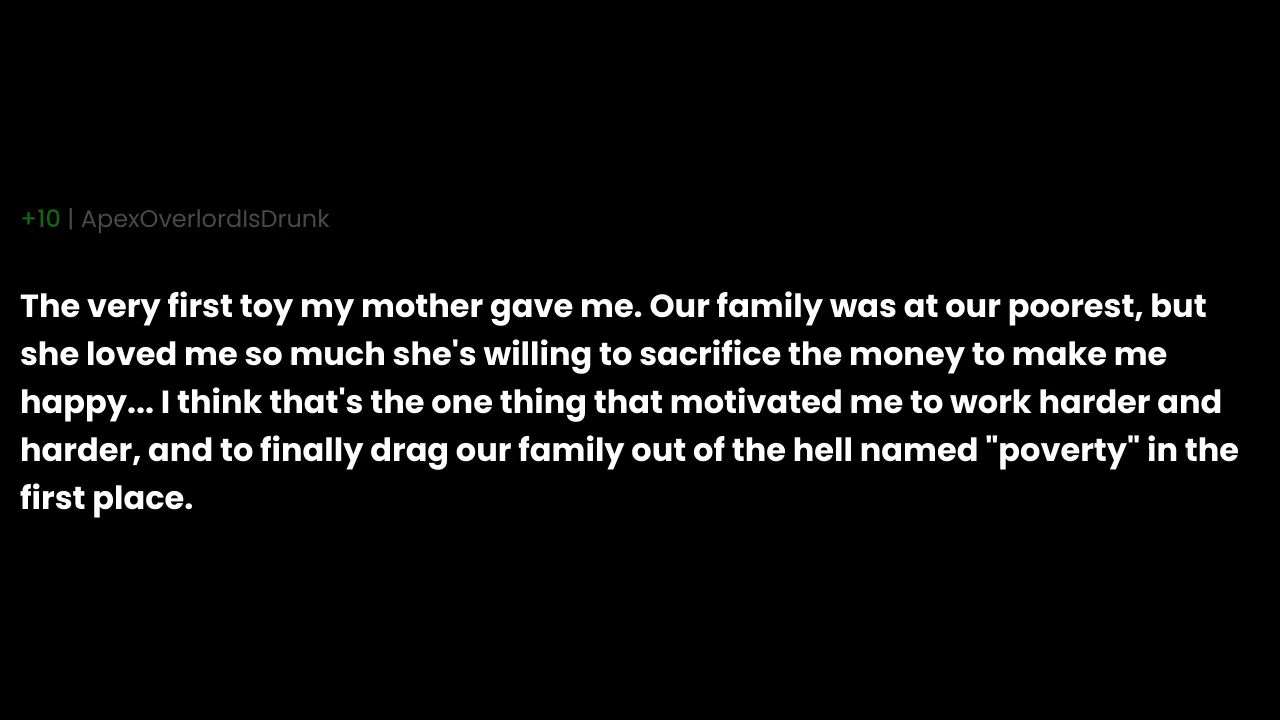 +10 | ApexOverlordIsDrunk
The very first toy my mother gave me. Our family was at our poorest, but
she loved me so much she's willing to sacrifice the money to make me
happy... I think that's the one thing that motivated me to work harder and
harder, and to finally drag our family out of the hell named "poverty" in the
first place.